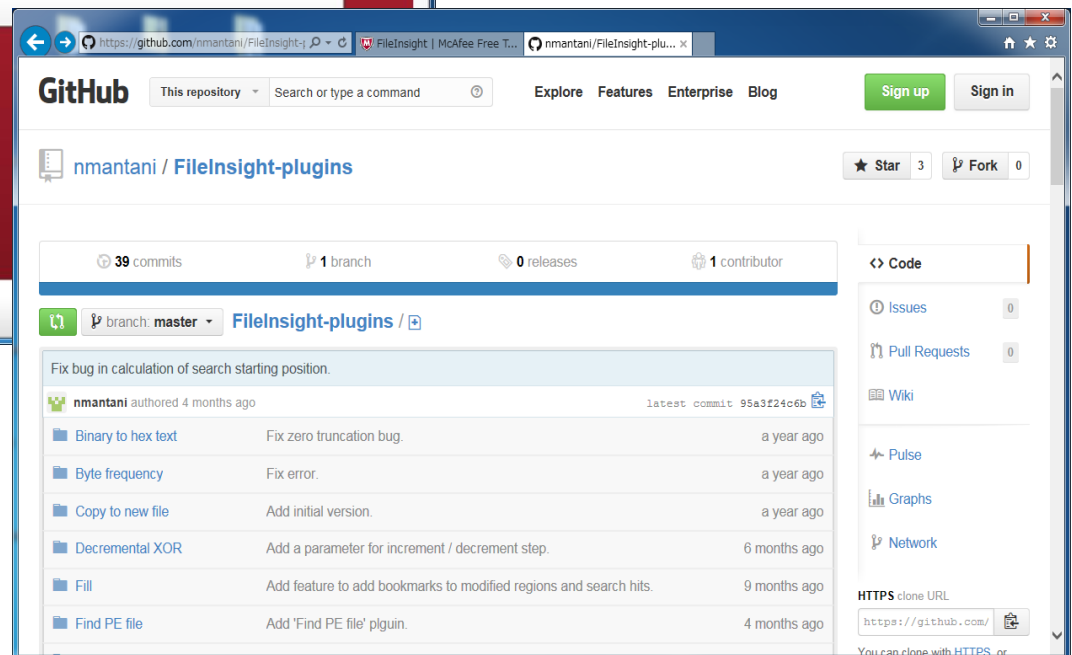 https://github.com/nmantani/FileInsight-
FileInsight | McAfee Free T...
nmantani/FileInsight-plu...
GitHub
This repository
Search or type a command
Explore Features Enterprise Blog
Sign up
Sign in
nmantani / FileInsight-plugins
Star 3
Fork 0
39 commits
1 branch
0 releases
1 contributor
branch: master
FileInsight-plugins /
Fix bug in calculation of search starting position.
nmantani authored 4 months ago
latest commit 95a3f24c6b
Binary to hex text Fix zero truncation bug. a year ago
Byte frequency Fix error. a year ago
Copy to new file Add initial version. a year ago
Decremental XOR Add a parameter for increment / decrement step. 6 months ago
Fill Add feature to add bookmarks to modified regions and search hits. 9 months ago
Find PE file Add 'Find PE file' plguin. 4 months ago
Code
Issues 0
Pull Requests 0
Wiki
Pulse
Graphs
Network
HTTPS clone URL
https://github.com/
You can clone with HTTPS, or